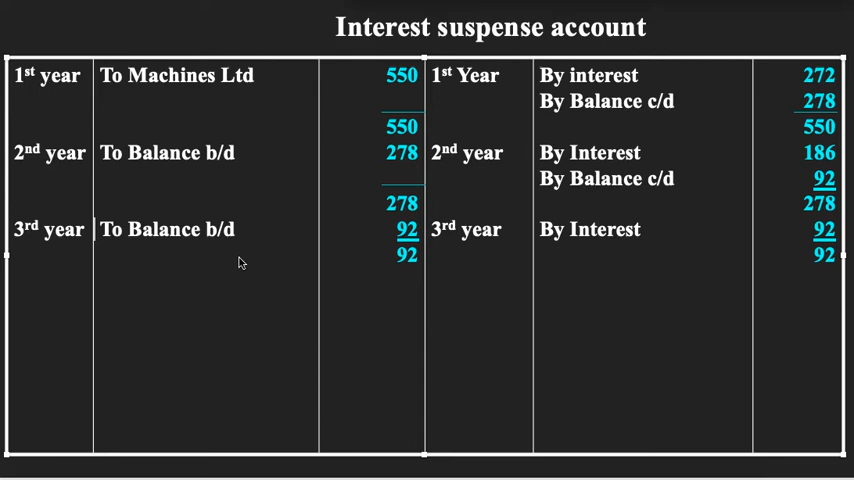 Interest suspense account
1st year To Machines Ltd 550 1st Year By interest 272
By Balance c/d 278
550 550
2nd year To Balance b/d 278 2nd year By Interest 186
By Balance c/d 92
278 278
3rd year To Balance b/d 92 3rd year By Interest 92
92 92